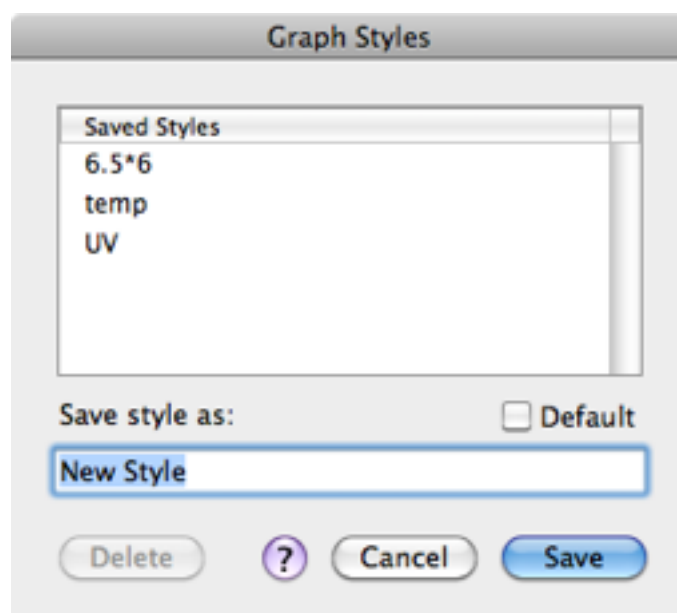 Graph Styles
Saved Styles
6.5*6
temp
UV
Save style as:
Default
New Style
Delete
?
Cancel
Save